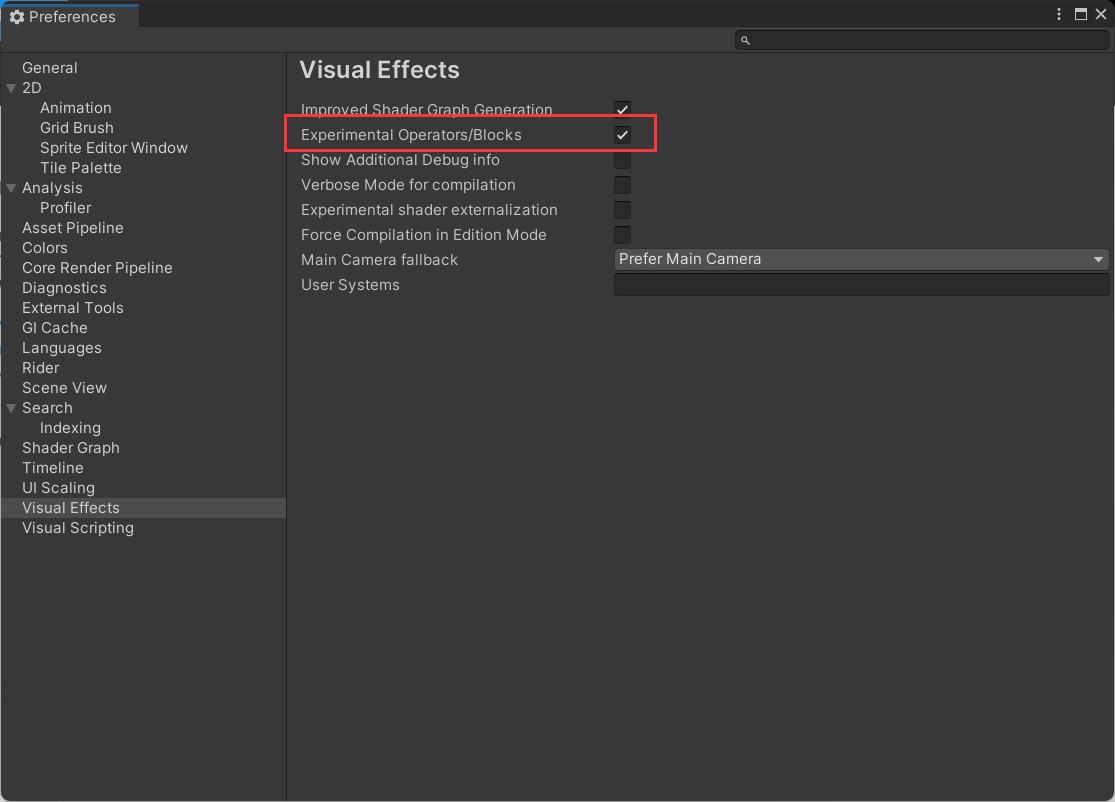 Preferences
General
2D
Animation
Grid Brush
Sprite Editor Window
Tile Palette
Analysis
Profiler
Asset Pipeline
Colors
Core Render Pipeline
Diagnostics
External Tools
GI Cache
Languages
Rider
Scene View
Search
Indexing
Shader Graph
Timeline
UI Scaling
Visual Effects
Visual Scripting
Visual Effects
Improved Shader Graph Generation
Experimental Operators/Blocks
Show Additional Debug info
Verbose Mode for compilation
Experimental shader externalization
Force Compilation in Edition Mode
Main Camera fallback Prefer Main Camera
User Systems